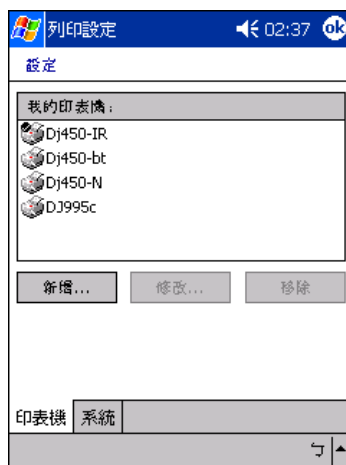 列印設定 02:37 ok
設定
我的印表機:
Dj450-IR
Dj450-bt
Dj450-N
DJ995c
新增... 修改... 移除
印表機 系統
ㄅ